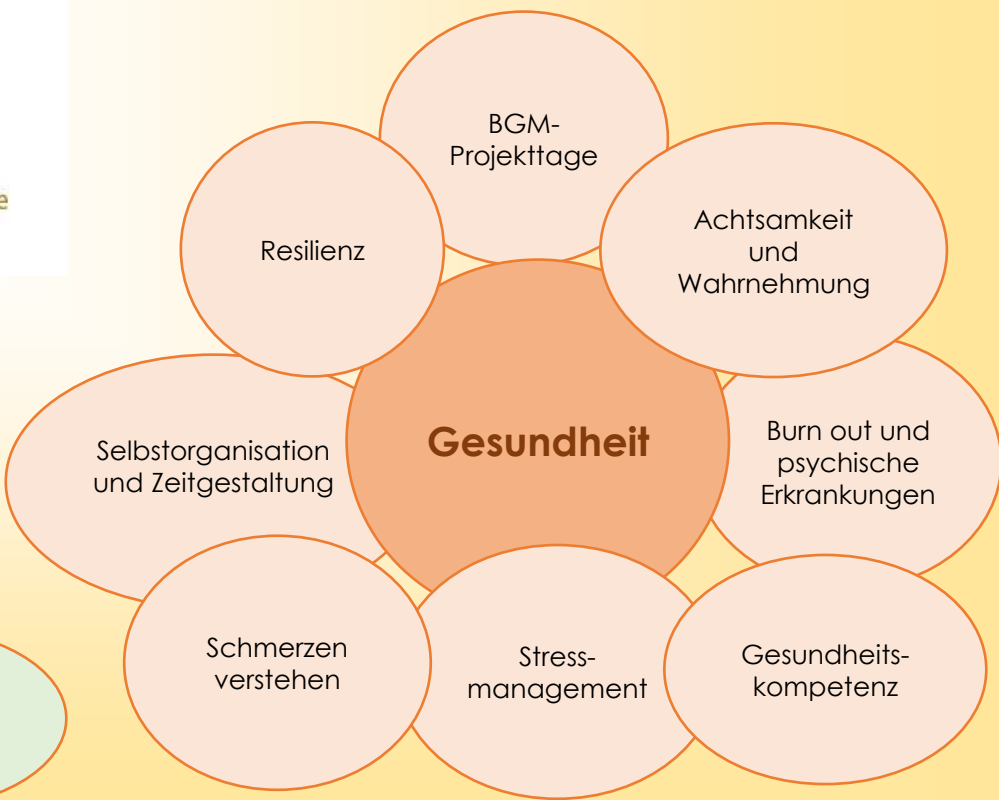 e
BGM-
Projekttage
Resilienz
Achtsamkeit
und
Wahrnehmung
Gesundheit
Selbstorganisation
und Zeitgestaltung
Burn out und
psychische
Erkrankungen
Schmerzen
verstehen
Stress-
management
Gesundheits-
kompetenz